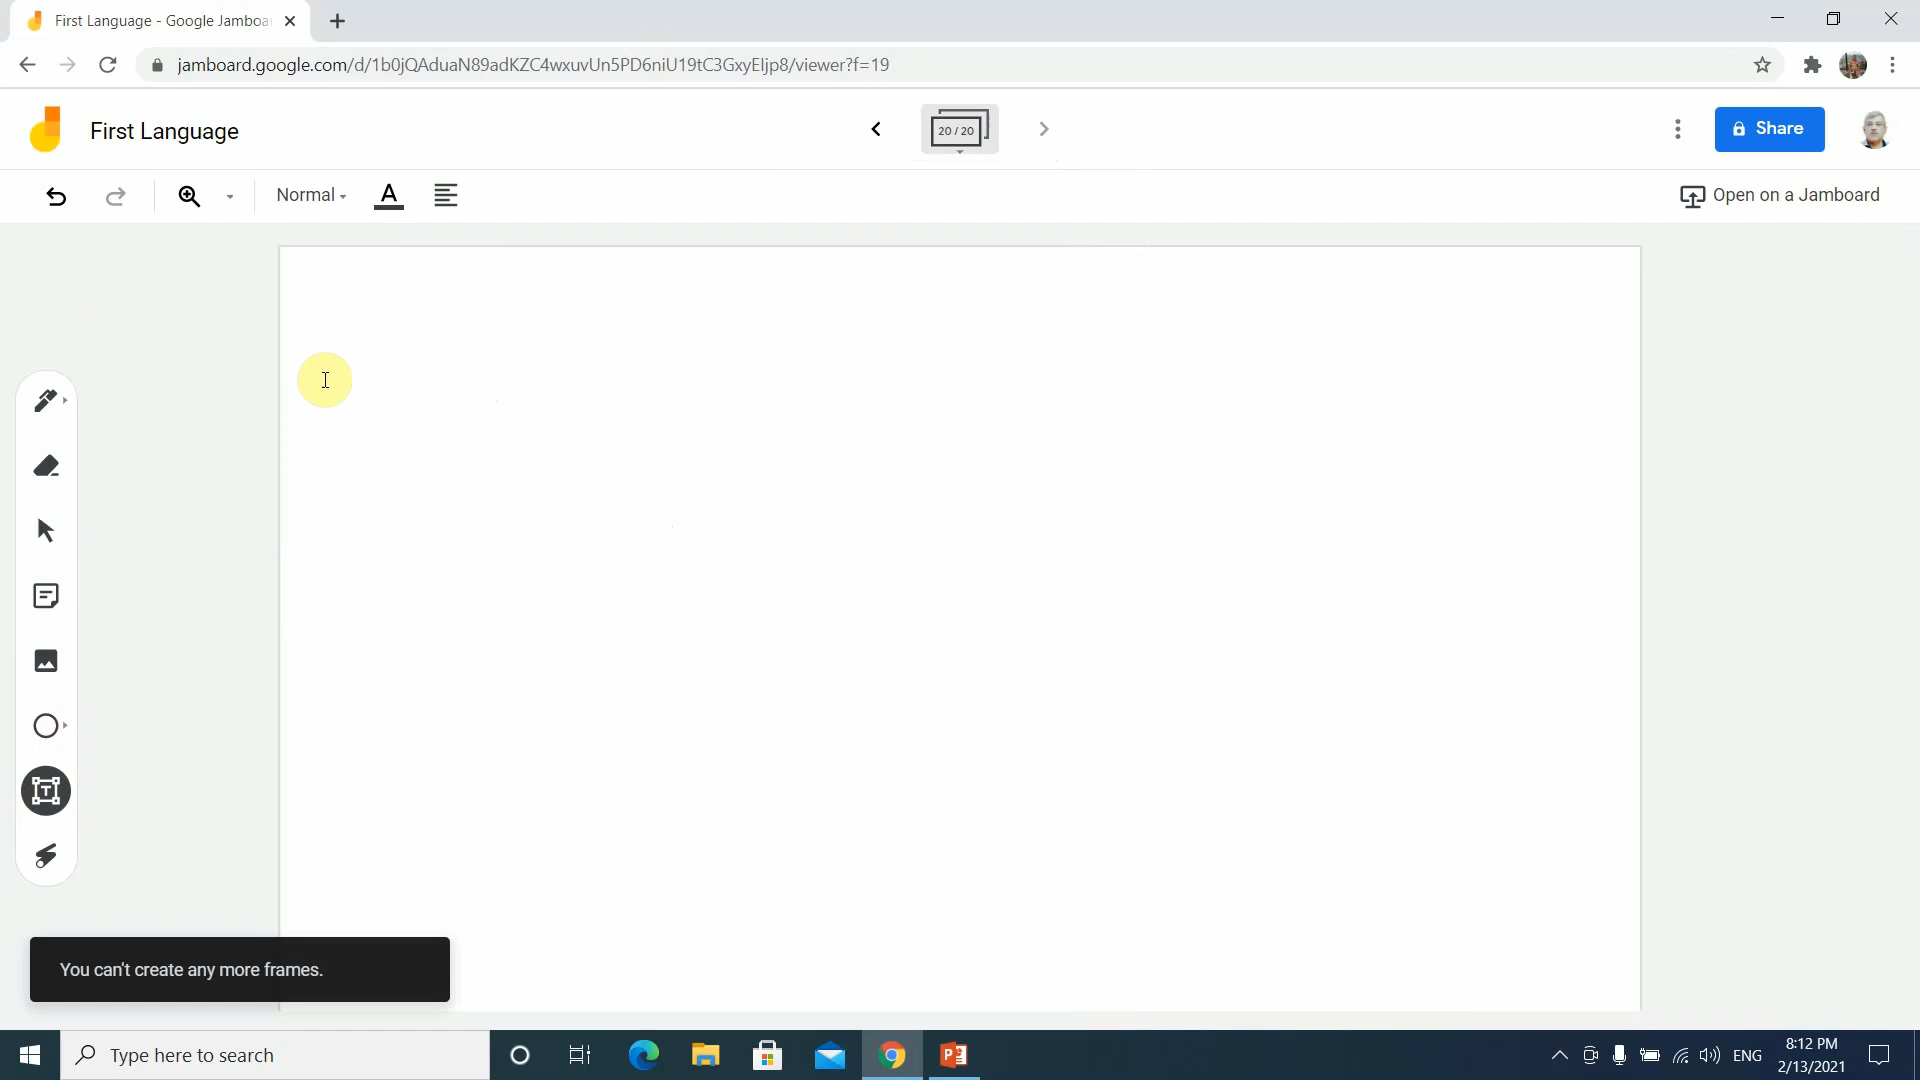 First Language - Google Jamboa
jamboard.google.com/d/1b0jQAduaN89adKZC4wxuvUn5PD6niU19tC3GxyEljp8/viewer?f=19
First Language
20 / 20
Share
Normal
A
Open on a Jamboard
T
You can't create any more frames.
Type here to search
ENG
8:12 PM
2/13/2021